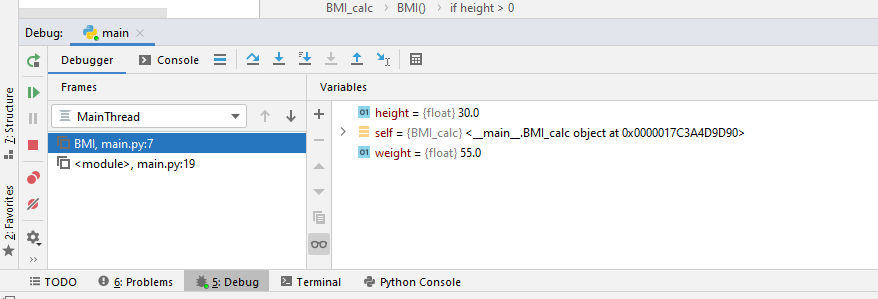 BMI_calc > BMI() > if height > 0
Debug: main ×
Debugger Console
Frames Variables
MainThread
BMI, main.py:7
<module>, main.py:19
01 height = {float} 30.0
self = {BMI_calc} <__main__.BMI_calc object at 0x0000017C3A4D9D90>
01 weight = {float} 55.0
7: Structure
2: Favorites
TODO 6: Problems 5: Debug Terminal Python Console